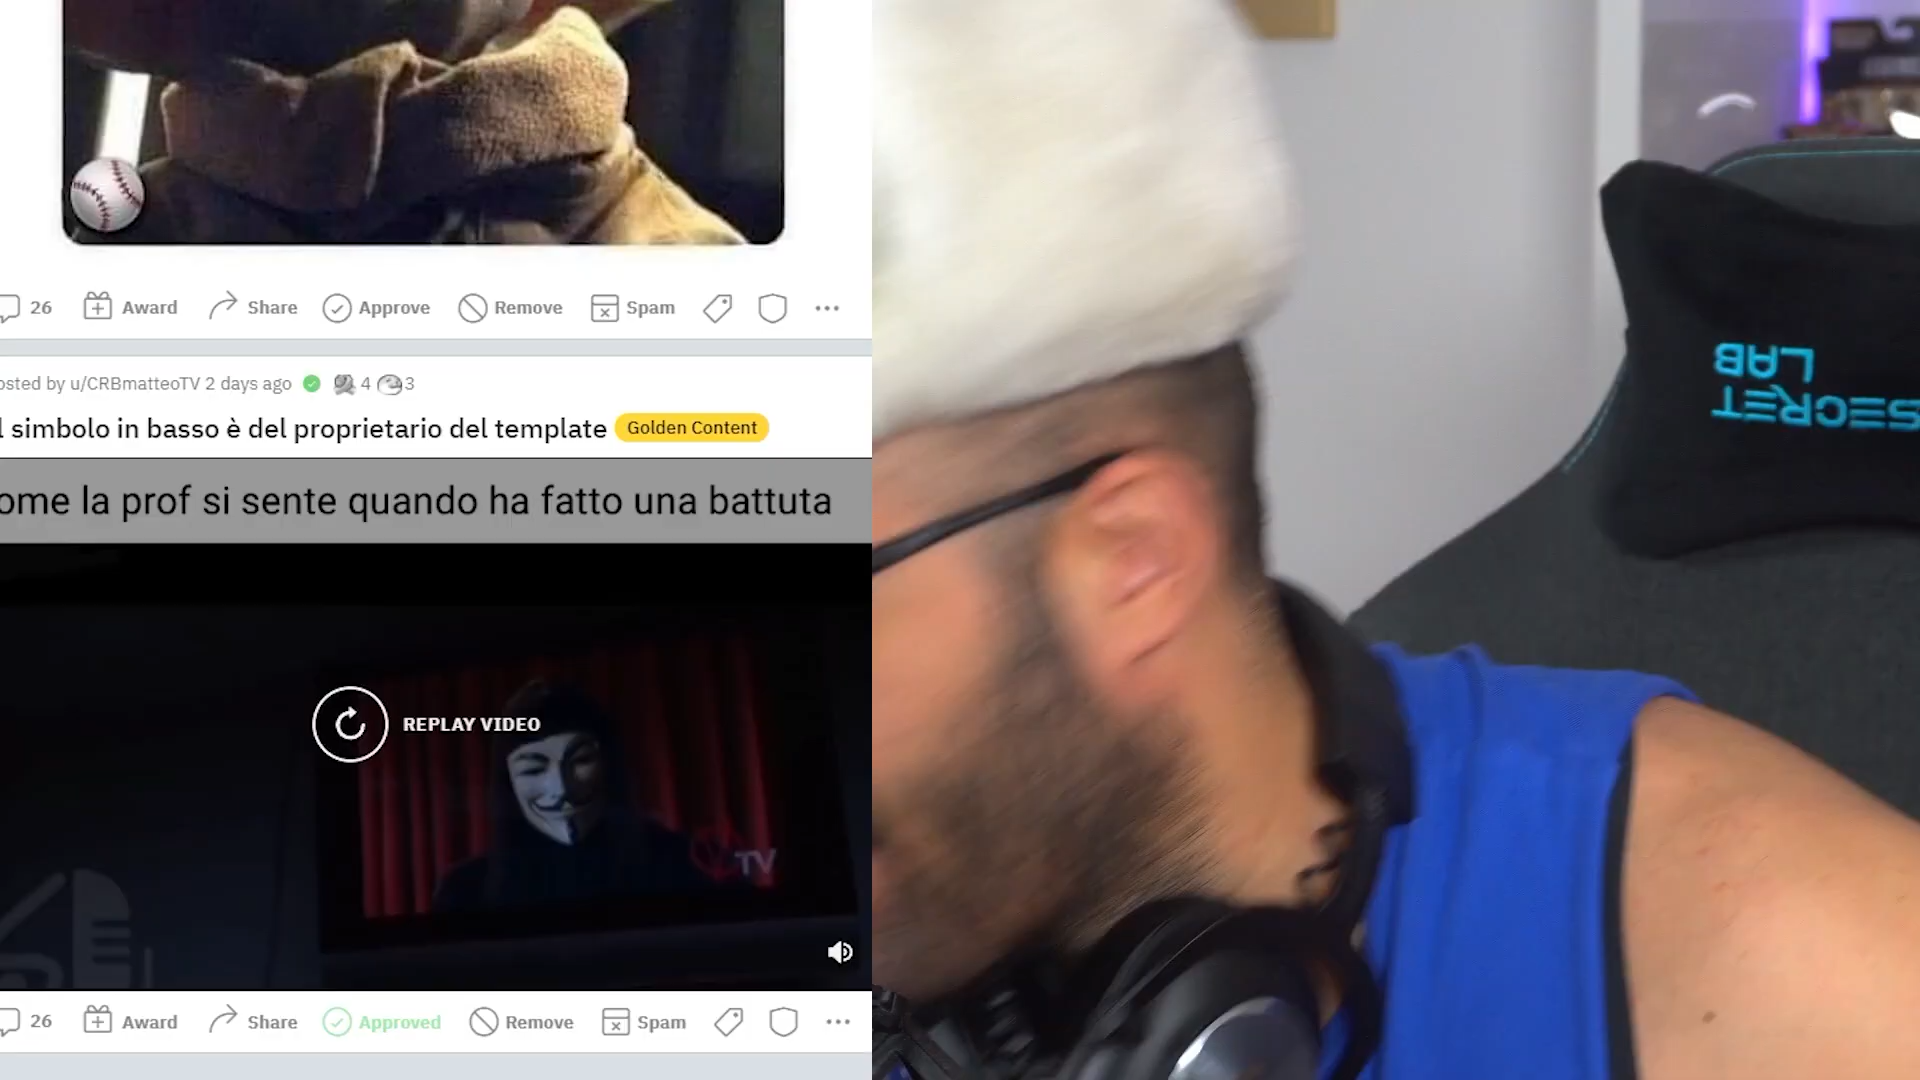 26 Award Share Approve Remove Spam
osted by u/CRBmatteoTV 2 days ago 4 3
l simbolo in basso è del proprietario del template Golden Content
ome la prof si sente quando ha fatto una battuta
REPLAY VIDEO
TV
26 Award Share Approved Remove Spam
SECRET
LAB